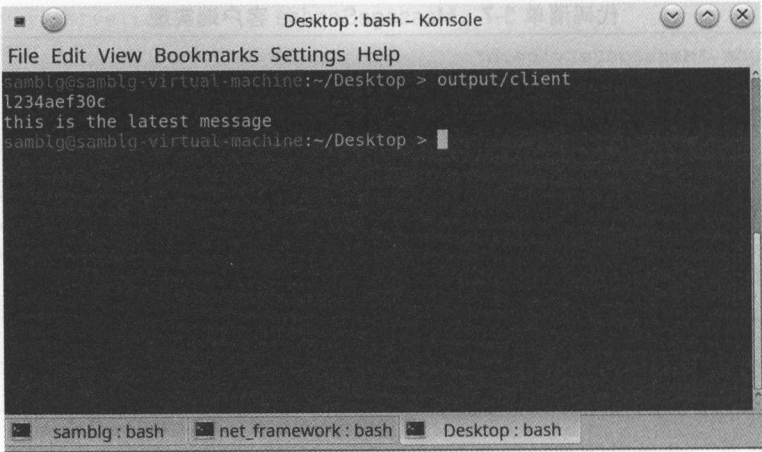 Desktop : bash – Konsole
File Edit View Bookmarks Settings Help
samblg@samblg-virtual-machine:~/Desktop > output/client
l234aef30c
this is the latest message
samblg@samblg-virtual-machine:~/Desktop >
samblg : bash net_framework : bash Desktop : bash